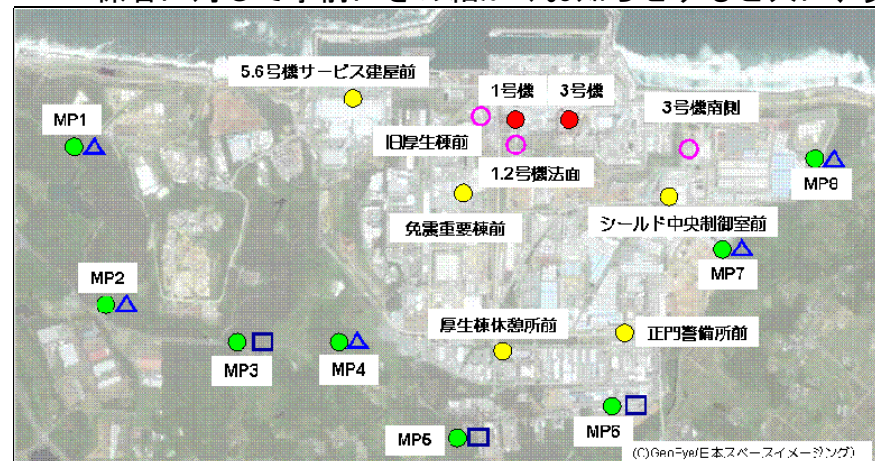 5.6号機サービス建屋前
1号機
3号機
3号機南側
MP1
旧厚生棟前
1.2号機法面
MP8
免震重要棟前
シールド中央制御室前
MP7
MP2
厚生棟休憩所前
正門警備所前
MP3
MP4
MP5
MP6
(C)GeoEye/日本スペースイメージング)